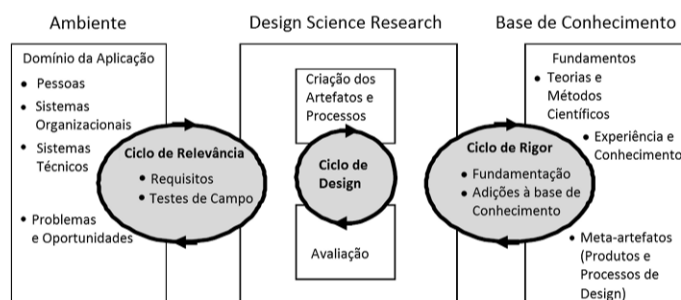 Ambiente
Design Science Research
Base de Conhecimento
Domínio da Aplicação
• Pessoas
• Sistemas
Organizacionais
• Sistemas
Técnicos
• Problemas
e Oportunidades
Ciclo de Relevância
• Requisitos
• Testes de Campo
Criação dos
Artefatos e
Processos
Ciclo de
Design
Avaliação
Ciclo de Rigor
• Fundamentação
• Adições à base de
Conhecimento
Fundamentos
• Teorias e
Métodos
Científicos
• Experiência e
Conhecimento
• Meta-artefatos
(Produtos e
Processos de
Design)